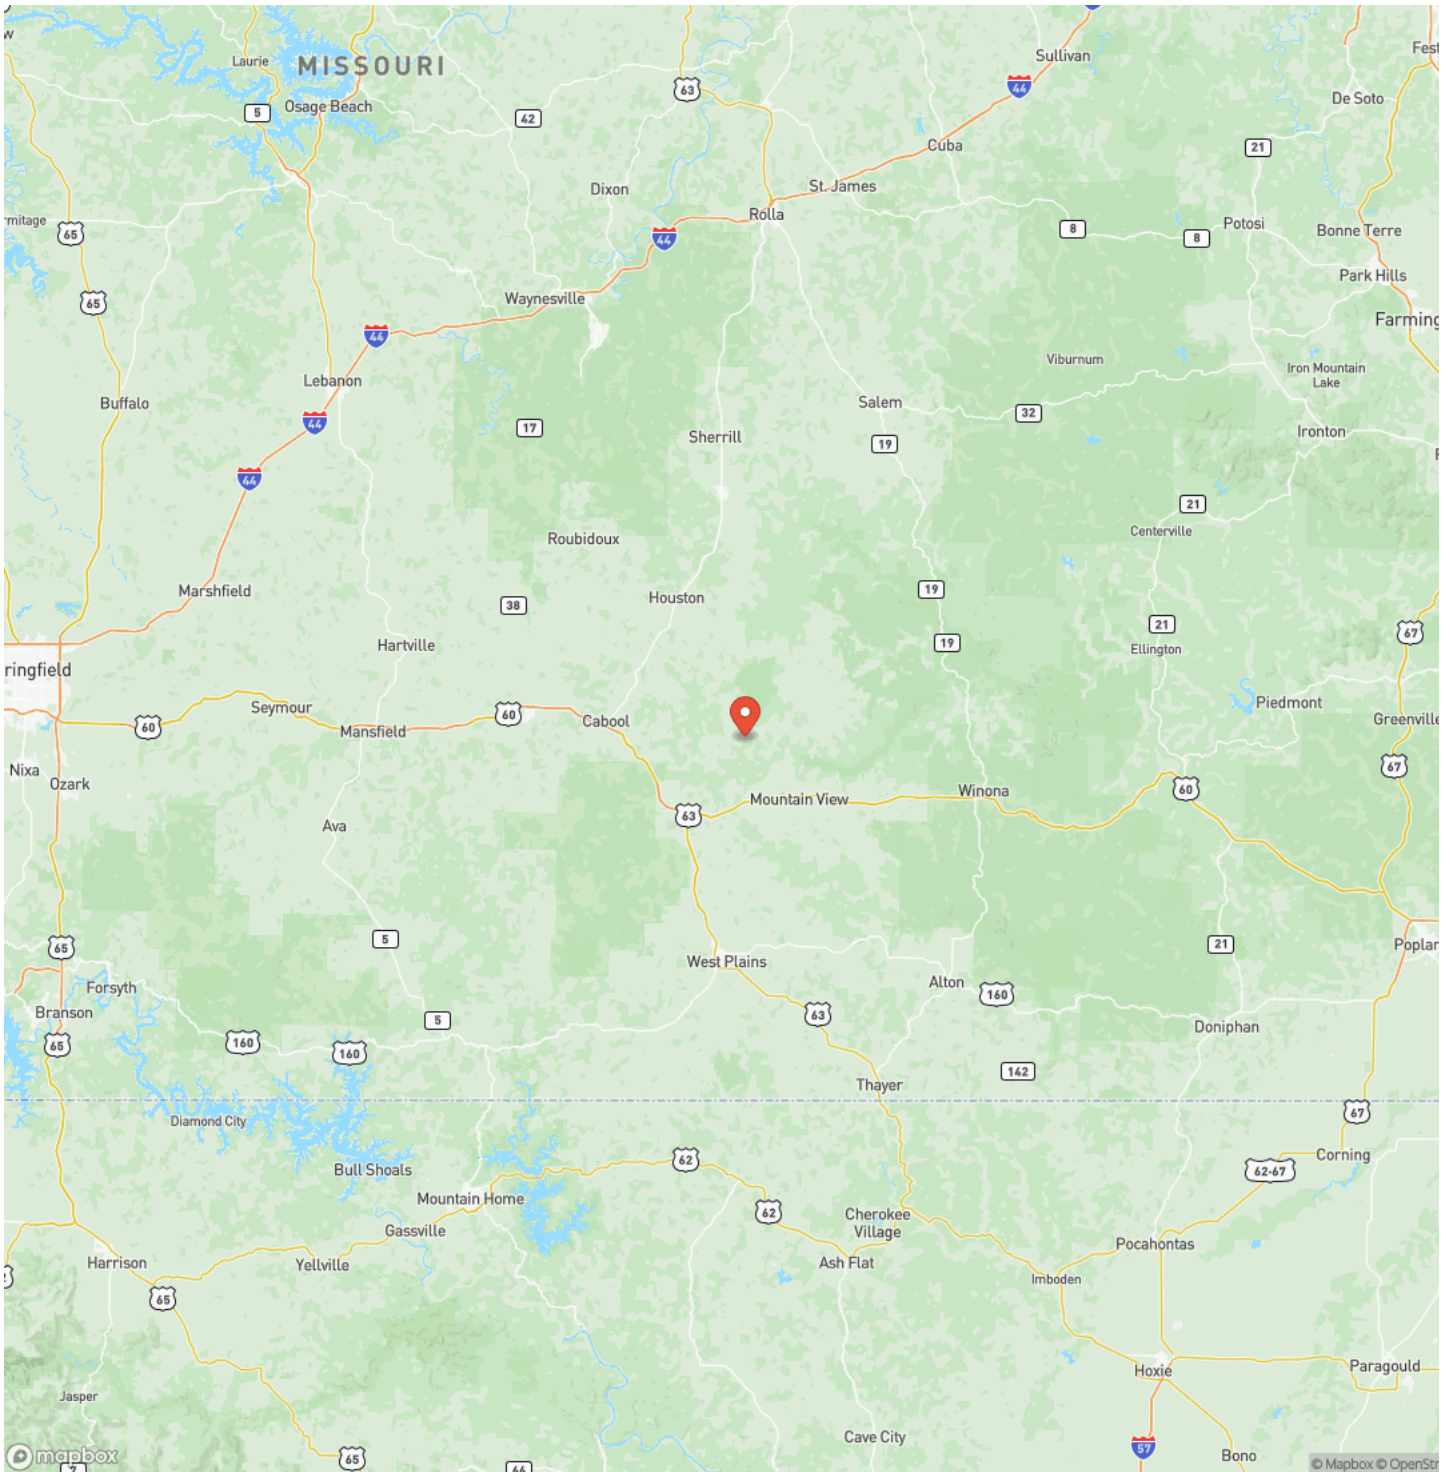 Sullivan
Laurie
MISSOURI
44
63
Fest
De Soto
Osage Beach
5
42
Cuba
21
Dixon
St. James
rmitage
65
Rolla
44
8
8
Potosi
Bonne Terre
Park Hills
65
Waynesville
Farming
44
Viburnum
Iron Mountain
Lake
Lebanon
Buffalo
44
17
Salem
32
Sherrill
19
Ironton
44
21
Centerville
Roubidoux
Marshfield
38
Houston
19
21
67
Hartville
19
Ellington
ringfield
Seymour
60
60
Mansfield
Cabool
Piedmont
Greenville
Nixa
Ozark
67
60
Winona
Mountain View
63
Ava
65
5
21
Poplar
West Plains
Forsyth
Alton
160
Branson
5
63
Doniphan
65
160
160
142
Thayer
67
Diamond City
Corning
62
Bull Shoals
62-67
Mountain Home
62
Cherokee
Village
Gassville
Pocahontas
Harrison
Yellville
Ash Flat
Imboden
65
Hoxie
Paragould
Jasper
Cave City
57
Bono
65
mapbox
© Mapbox © OpenStr